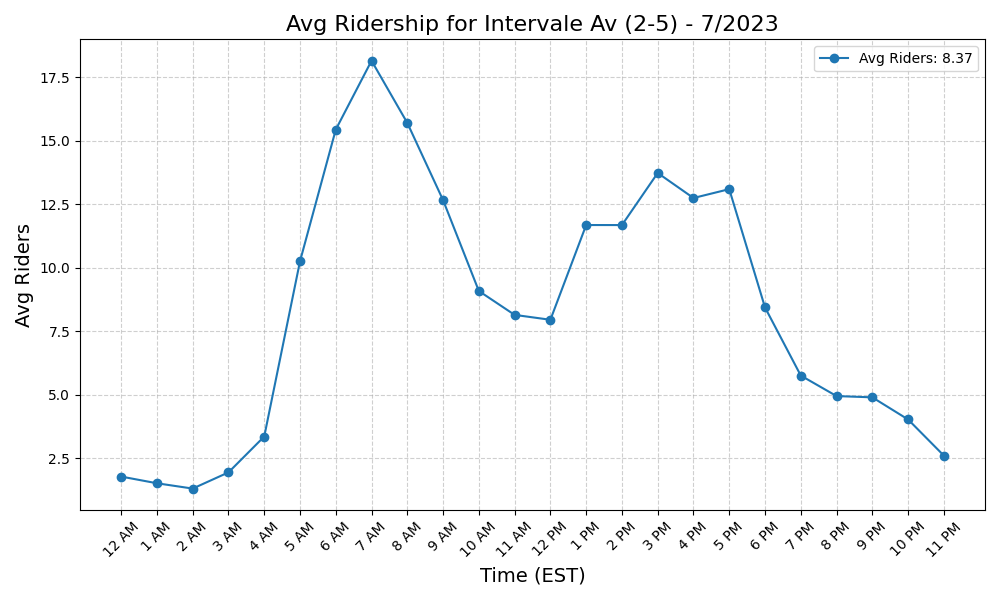 Avg Ridership for Intervale Av (2-5) - 7/2023
Avg Riders: 8.37
Avg Riders
17.5
15.0
12.5
10.0
7.5
5.0
2.5
12 AM
1 AM
2 AM
3 AM
4 AM
5 AM
6 AM
7 AM
8 AM
9 AM
10 AM
11 AM
12 PM
1 PM
2 PM
3 PM
4 PM
5 PM
6 PM
7 PM
8 PM
9 PM
10 PM
11 PM
Time (EST)